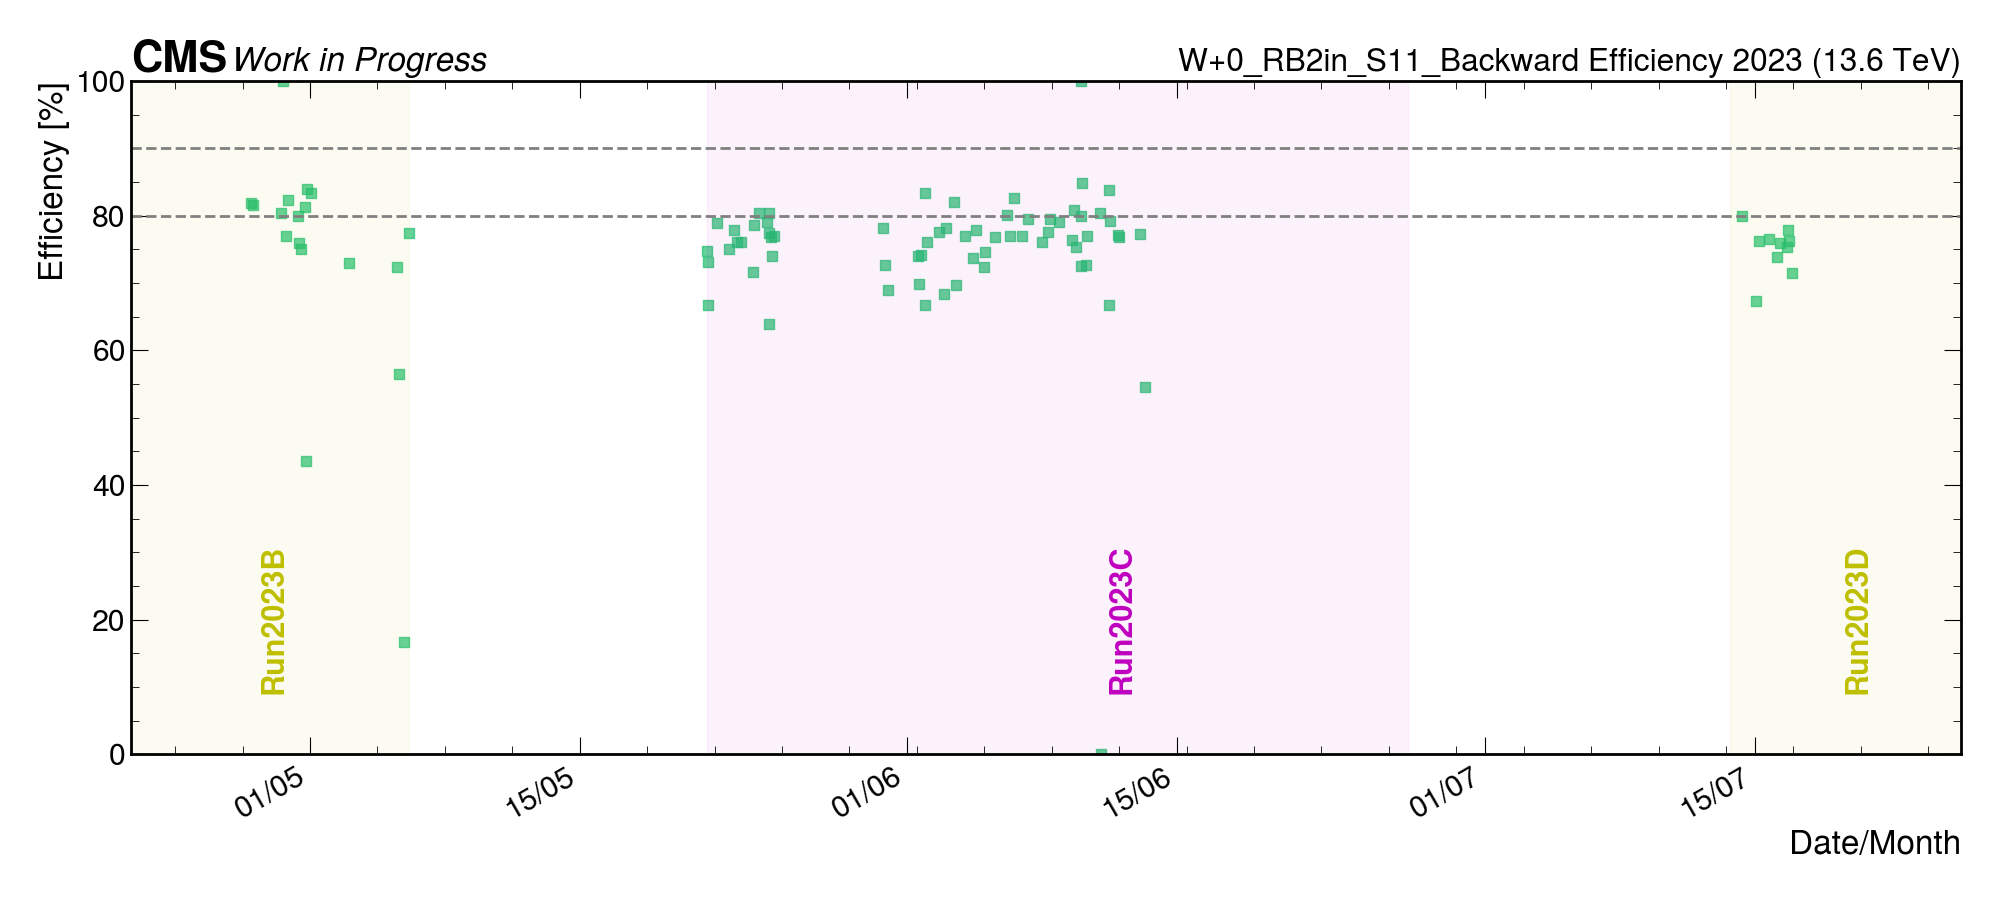 CMS Work in Progress
W+0_RB2in_S11_Backward Efficiency 2023 (13.6 TeV)
Efficiency [%]
100
80
60
40
20
0
Run2023B
Run2023C
Run2023D
01/05
15/05
01/06
15/06
01/07
15/07
Date/Month